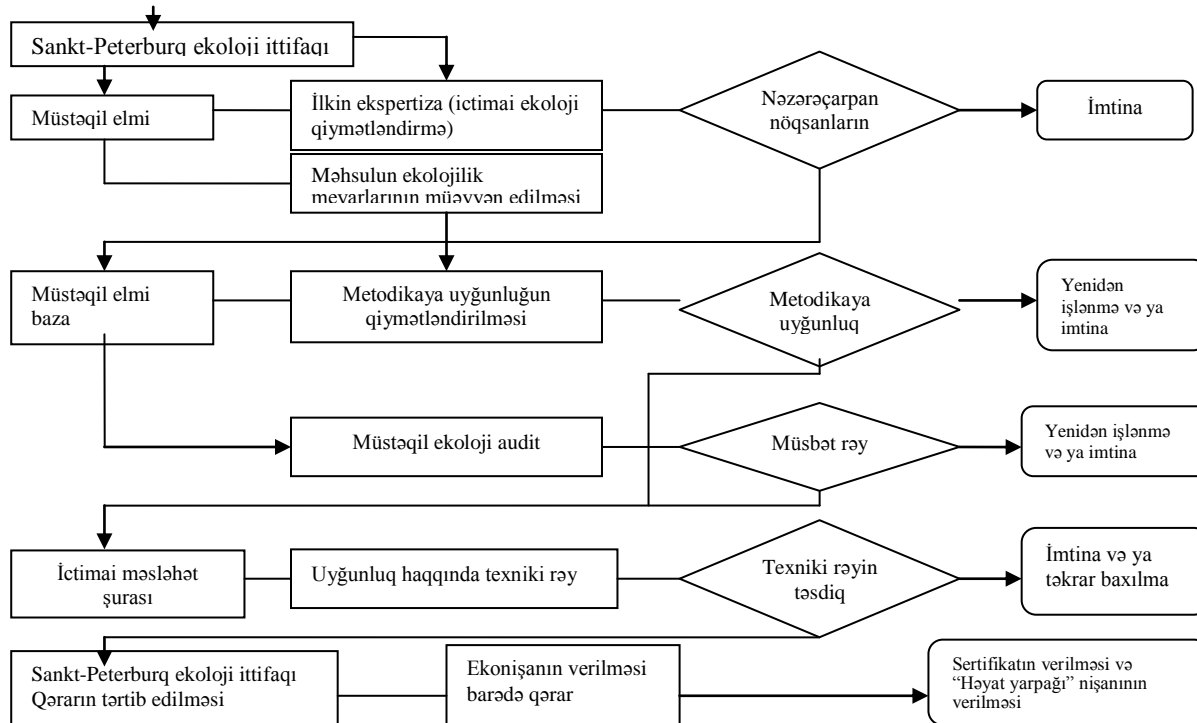 Sankt-Peterburq ekoloji ittifaqı
Müstəqil elmi
İlkin ekspertiza (ictimai ekoloji
qiymətləndirmə)
Nəzərəçarpan
nöqsanların
İmtina
Məhsulun ekolojilik
meyarlarının müəyyən edilməsi
Müstəqil elmi
baza
Metodikaya uyğunluğun
qiymətləndirilməsi
Metodikaya
uyğunluq
Yenidən
işlənmə və ya
imtina
Müstəqil ekoloji audit
Müsbət rəy
Yenidən işlənmə
və ya imtina
İctimai məsləhət
şurası
Uyğunluq haqqında texniki rəy
Texniki rəyin
təsdiq
İmtina və ya
təkrar baxılma
Sankt-Peterburq ekoloji ittifaqı
Qərarın tərtib edilməsi
Ekonişanın verilməsi
barədə qərar
Sertifikatın verilməsi və
“Həyat yarpağı” nişanının
verilməsi